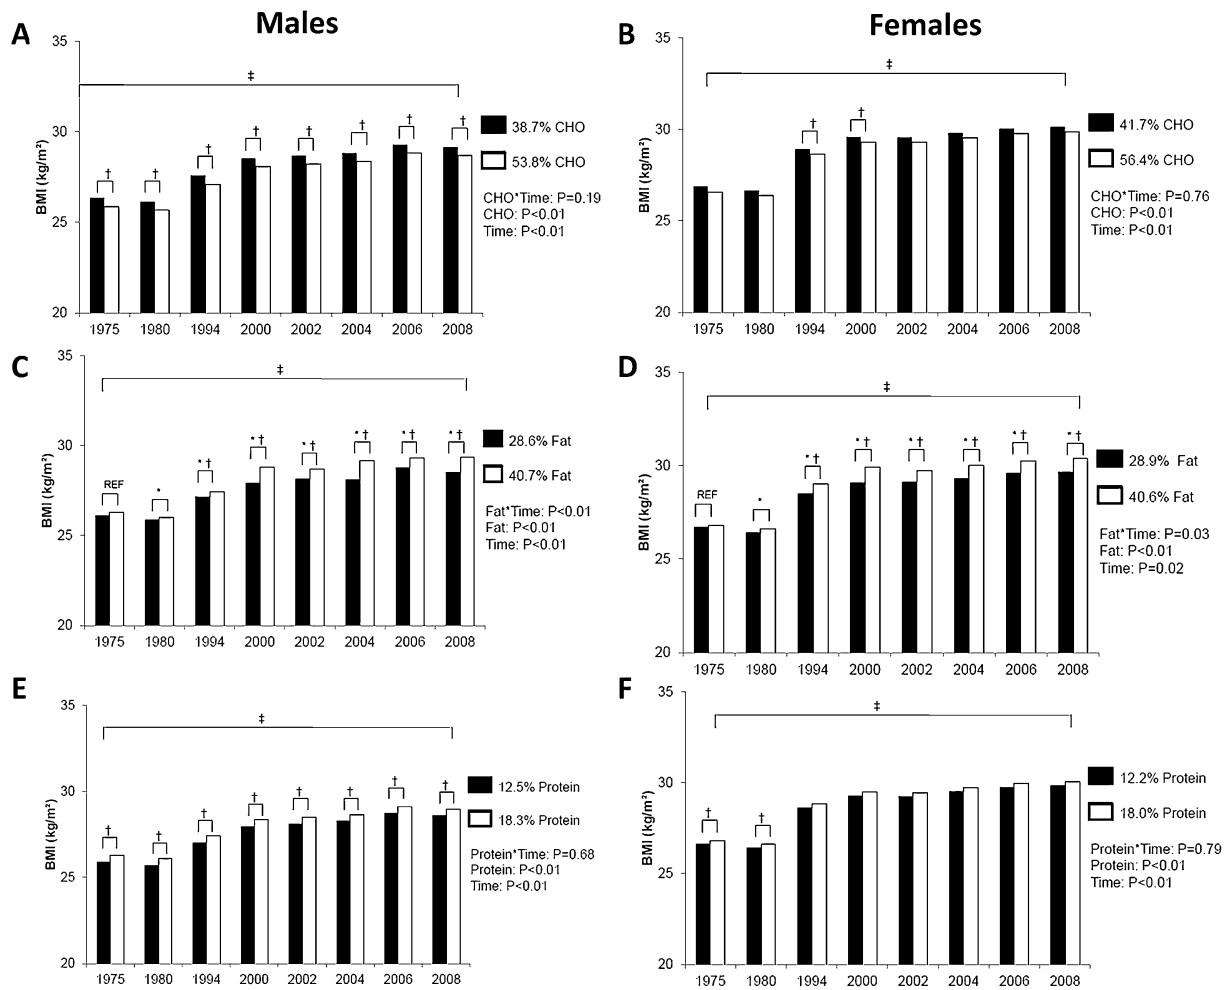 Males
Females
A
‡
35
30
25
20
BMI (kg/m²)
† † † † † † † †
1975 1980 1994 2000 2002 2004 2006 2008
38.7% CHO
53.8% CHO
CHO*Time: P=0.19
CHO: P<0.01
Time: P<0.01
B
‡
35
30
25
20
BMI (kg/m²)
† †
1975 1980 1994 2000 2002 2004 2006 2008
41.7% CHO
56.4% CHO
CHO*Time: P=0.76
CHO: P<0.01
Time: P<0.01
C
‡
35
30
25
20
BMI (kg/m²)
REF * * † * † * † * † * † * †
1975 1980 1994 2000 2002 2004 2006 2008
28.6% Fat
40.7% Fat
Fat*Time: P<0.01
Fat: P<0.01
Time: P<0.01
D
‡
35
30
25
20
BMI (kg/m²)
REF * * † * † * † * † * † * †
1975 1980 1994 2000 2002 2004 2006 2008
28.9% Fat
40.6% Fat
Fat*Time: P=0.03
Fat: P<0.01
Time: P=0.02
E
‡
35
30
25
20
BMI (kg/m²)
† † † † † † † †
1975 1980 1994 2000 2002 2004 2006 2008
12.5% Protein
18.3% Protein
Protein*Time: P=0.68
Protein: P<0.01
Time: P<0.01
F
‡
35
30
25
20
BMI (kg/m²)
† †
1975 1980 1994 2000 2002 2004 2006 2008
12.2% Protein
18.0% Protein
Protein*Time: P=0.79
Protein: P<0.01
Time: P<0.01